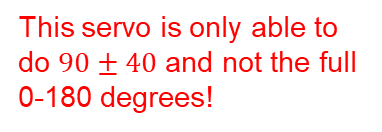 This servo is only able to
do 90 ± 40 and not the full
0-180 degrees!